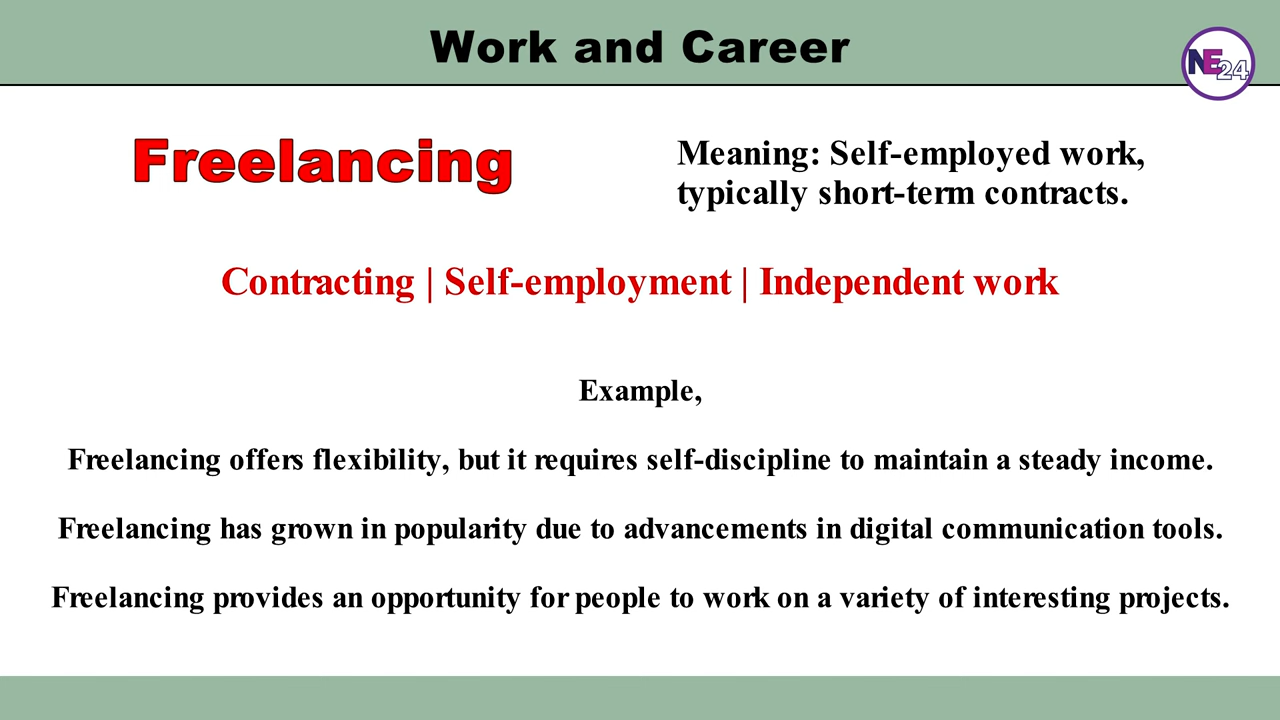 Work and Career
NE24
Freelancing
Meaning: Self-employed work,
typically short-term contracts.
Contracting | Self-employment | Independent work
Example,
Freelancing offers flexibility, but it requires self-discipline to maintain a steady income.
Freelancing has grown in popularity due to advancements in digital communication tools.
Freelancing provides an opportunity for people to work on a variety of interesting projects.